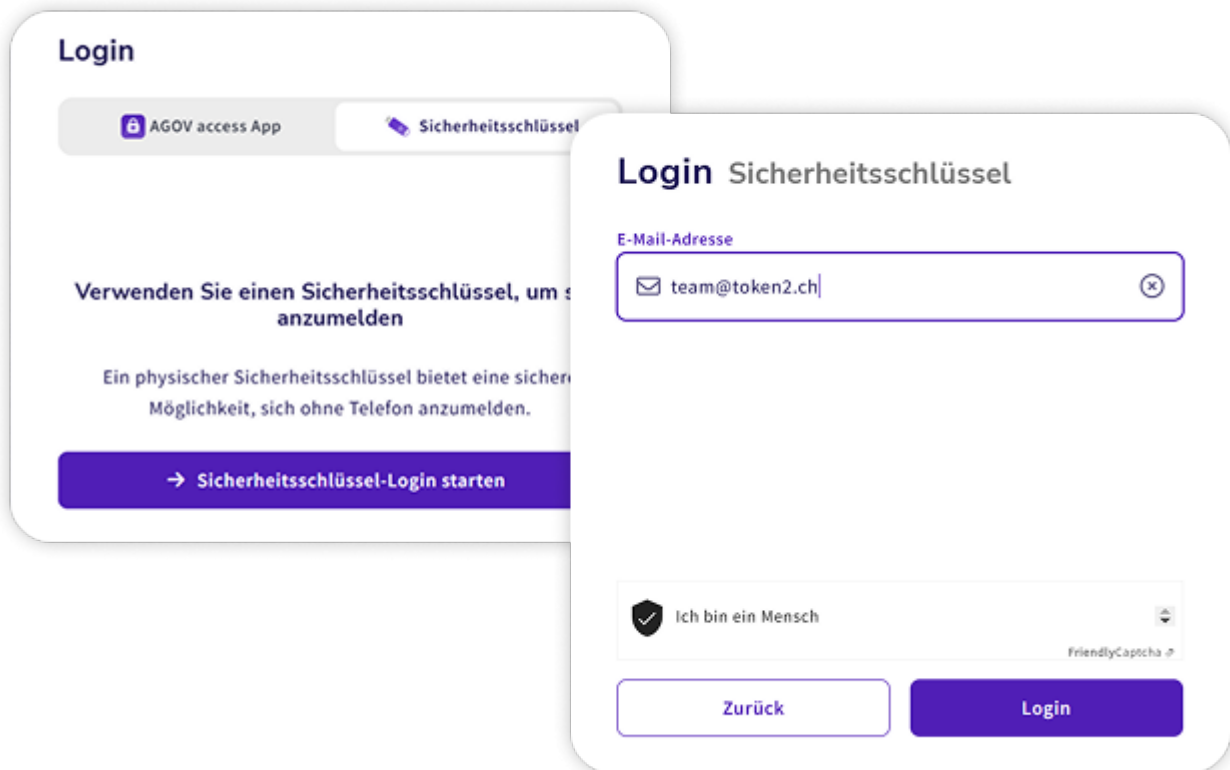 Login
AGOV access App
Sicherheitsschlüssel
Verwenden Sie einen Sicherheitsschlüssel, um
anzumelden
Ein physischer Sicherheitsschlüssel bietet eine
Möglichkeit, sich ohne Telefon anzumelden.
→ Sicherheitsschlüssel-Login starten
Login Sicherheitsschlüssel
E-Mail-Adresse
team@token2.ch
Ich bin ein Mensch
FriendlyCaptcha ⇗
Zurück
Login